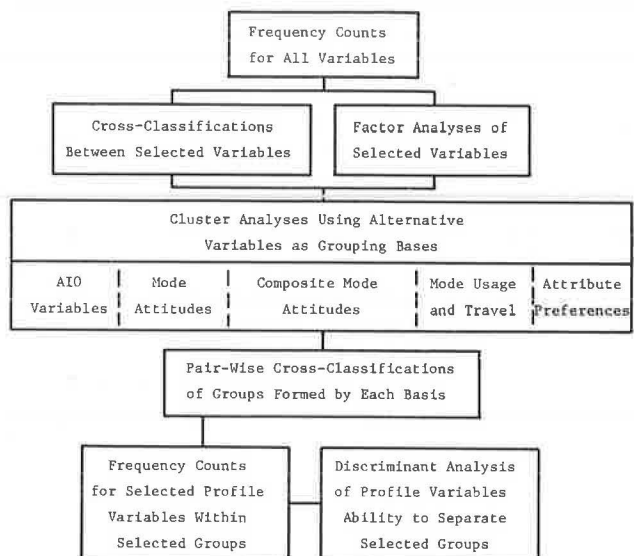 Frequency Counts
for All Variables
Cross-Classifications
Between Selected Variables
Factor Analyses of
Selected Variables
Cluster Analyses Using Alternative
Variables as Grouping Bases
AIO
Variables
Mode
Attitudes
Composite Mode
Attitudes
Mode Usage
and Travel
Attribute
Preferences
Pair-Wise Cross-Classifications
of Groups Formed by Each Basis
Frequency Counts
for Selected Profile
Variables Within
Selected Groups
Discriminant Analysis
of Profile Variables
Ability to Separate
Selected Groups